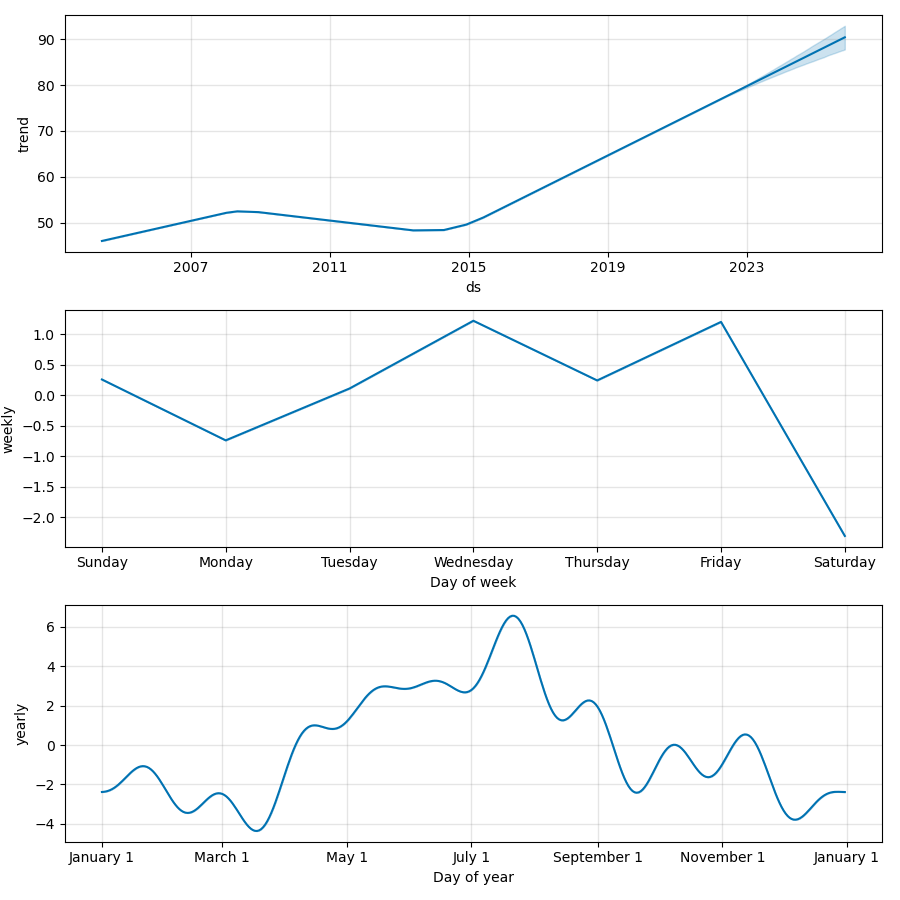 90
80
70
60
50
trend
2007 2011 2015 2019 2023
ds
1.0
0.5
0.0
−0.5
−1.0
−1.5
−2.0
weekly
Sunday Monday Tuesday Wednesday Thursday Friday Saturday
Day of week
6
4
2
0
−2
−4
yearly
January 1 March 1 May 1 July 1 September 1 November 1 January 1
Day of year